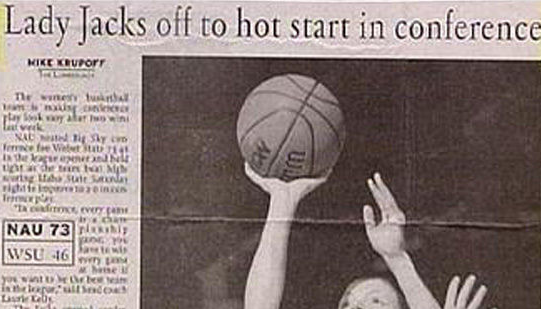 Lady Jacks off to hot start in conference
MIKE KRUPOFF
THE LUMBERJACK
The women's basketball
team is making conference
play look easy after two wins
last week.
NAU routed Big Sky con-
ference foe Weber State 73-46
in the league opener and held
tight as the team beat high-
scoring Idaho State Saturday
night to improve to 2-0 in con-
ference play.
"In conference, every game
is a cham-
pionship
game, you
have to win
every game
at home if
NAU 73
WSU 46
you want to be the best team
in the league," said head coach
Laurie Kelly.